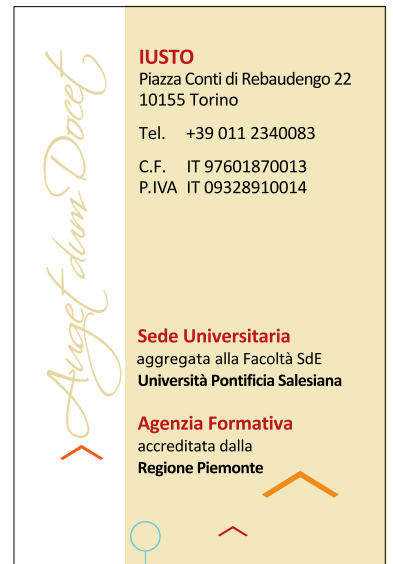 Auget dum Docet
IUSTO
Piazza Conti di Rebaudengo 22
10155 Torino
Tel. +39 011 2340083
C.F. IT 97601870013
P.IVA IT 09328910014
Sede Universitaria
aggregata alla Facoltà SdE
Università Pontificia Salesiana
Agenzia Formativa
accreditata dalla
Regione Piemonte